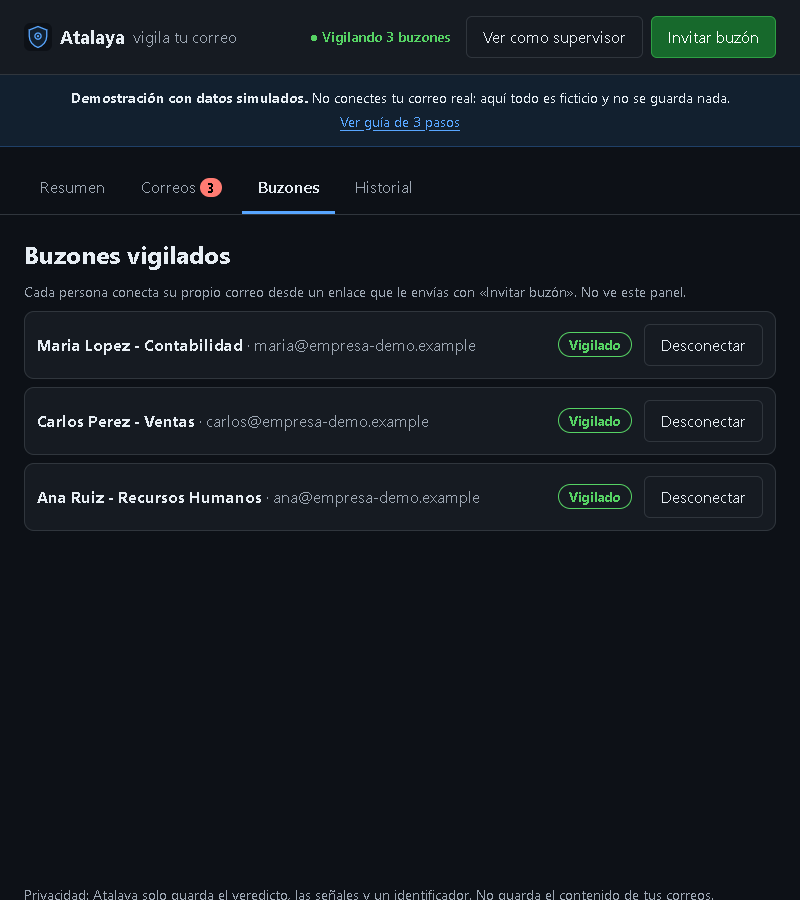 Atalaya vigila tu correo
● Vigilando 3 buzones
Ver como supervisor
Invitar buzón
Demostración con datos simulados. No conectes tu correo real: aquí todo es ficticio y no se guarda nada.
Ver guía de 3 pasos
Resumen
Correos 3
Buzones
Historial
Buzones vigilados
Cada persona conecta su propio correo desde un enlace que le envías con «Invitar buzón». No ve este panel.
Maria Lopez - Contabilidad · maria@empresa-demo.example
Vigilado
Desconectar
Carlos Perez - Ventas · carlos@empresa-demo.example
Vigilado
Desconectar
Ana Ruiz - Recursos Humanos · ana@empresa-demo.example
Vigilado
Desconectar
Privacidad: Atalaya solo guarda el veredicto, las señales y un identificador. No guarda el contenido de tus correos.